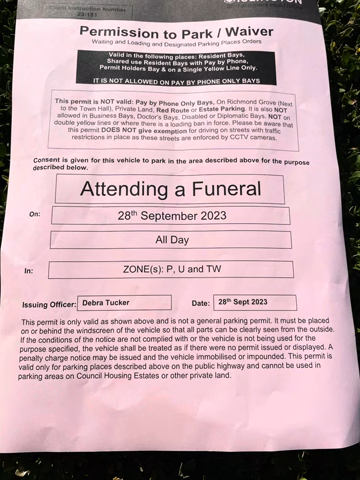 Permission to Park / Waiver
Waiting and Loading and Designated Parking Places Orders
Valid in the following places: Resident Bays,
Shared use Resident Bays with Pay by Phone,
Permit Holders Bay & on a Single Yellow Line Only.
IT IS NOT ALLOWED ON PAY BY PHONE ONLY BAYS
This permit is NOT valid: Pay by Phone Only Bays, On Richmond Grove (Next
to the Town Hall), Private Land, Red Route or Estate Parking. It is also NOT
allowed in Business Bays, Doctor's Bays, Disabled or Diplomatic Bays. NOT on
double yellow lines or where there is a loading ban in force. Please be aware that
this permit DOES NOT give exemption for driving on streets with traffic
restrictions in place as these streets are enforced by CCTV cameras.
Consent is given for this vehicle to park in the area described above for the purpose
described below.
Attending a Funeral
On:
28th September 2023
All Day
In:
ZONE(s): P, U and TW
Issuing Officer: Debra Tucker Date: 28th Sept 2023
This permit is only valid as shown above and is not a general parking permit. It must be placed
on or behind the windscreen of the vehicle so that all parts can be clearly seen from the outside.
If the conditions of the notice are not complied with or the vehicle is not being used for the
purpose specified, the vehicle shall be treated as if there were no permit issued or displayed. A
penalty charge notice may be issued and the vehicle immobilised or impounded. This permit is
valid only for parking places described above on the public highway and cannot be used in
parking areas on Council Housing Estates or other private land.